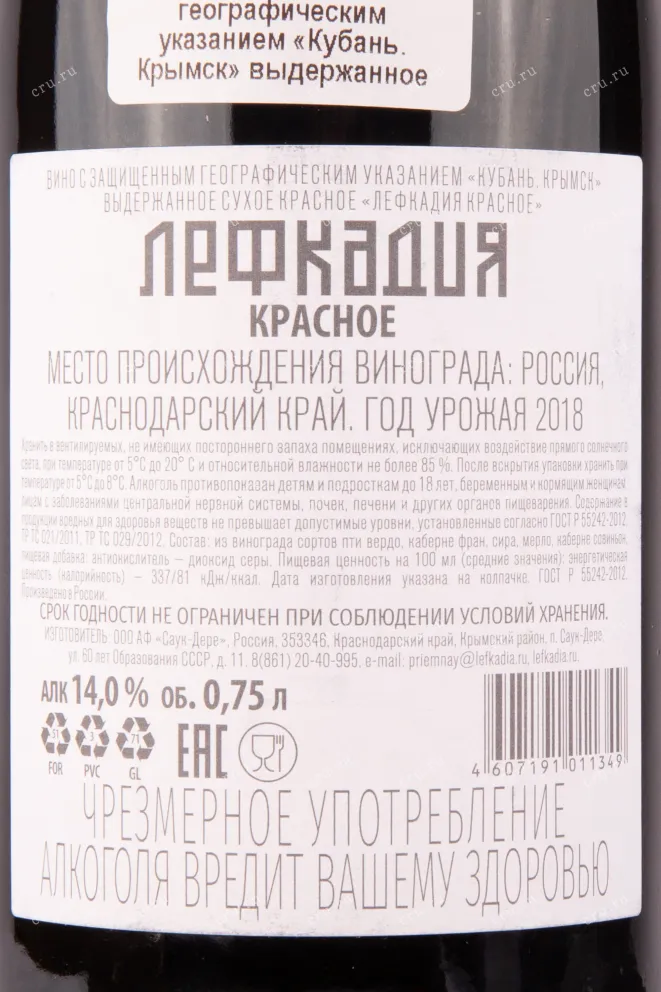 географическим
указанием «Кубань.
Крымск» выдержанное
ВИНО С ЗАЩИЩЕННЫМ ГЕОГРАФИЧЕСКИМ УКАЗАНИЕМ «КУБАНЬ. КРЫМСК»
ВЫДЕРЖАННОЕ СУХОЕ КРАСНОЕ «ЛЕФКАДИЯ КРАСНОЕ»
ЛЕФКАДИЯ
КРАСНОЕ
МЕСТО ПРОИСХОЖДЕНИЯ ВИНОГРАДА: РОССИЯ,
КРАСНОДАРСКИЙ КРАЙ. ГОД УРОЖАЯ 2018
Хранить в вентилируемых, не имеющих постороннего запаха помещениях, исключающих воздействие прямого солнечного
света, при температуре от 5°С до 20° С и относительной влажности не более 85 %. После вскрытия упаковки хранить при
температуре от 5°С до 8°С. Алкоголь противопоказан детям и подросткам до 18 лет, беременным и кормящим женщинам,
лицам с заболеваниями центральной нервной системы, почек, печени и других органов пищеварения. Содержание в
продукции вредных для здоровья веществ не превышает допустимые уровни, установленные согласно ГОСТ Р 55242-2012,
ТР ТС 021/2011, ТР ТС 029/2012. Состав: из винограда сортов пти вердо, каберне фран, сира, мерло, каберне совиньон,
пищевая добавка: антиокислитель – диоксид серы. Пищевая ценность на 100 мл (средние значения): энергетическая
ценность (калорийность) – 337/81 кДж/ккал. Дата изготовления указана на колпачке. ГОСТ Р 55242-2012.
Произведено в России.
СРОК ГОДНОСТИ НЕ ОГРАНИЧЕН ПРИ СОБЛЮДЕНИИ УСЛОВИЙ ХРАНЕНИЯ.
ИЗГОТОВИТЕЛЬ: ООО АФ «Саук-Дере», Россия, 353346, Краснодарский край, Крымский район, п. Саук-Дере,
ул. 60 лет Образования СССР, д. 11, 8(861) 20-40-995, e-mail: priemnay@lefkadia.ru, lefkadia.ru.
АЛК 14,0 % ОБ. 0,75 л
51 3 71
FOR PVC GL
EAC
4 607191 011349
ЧРЕЗМЕРНОЕ УПОТРЕБЛЕНИЕ
АЛКОГОЛЯ ВРЕДИТ ВАШЕМУ ЗДОРОВЬЮ